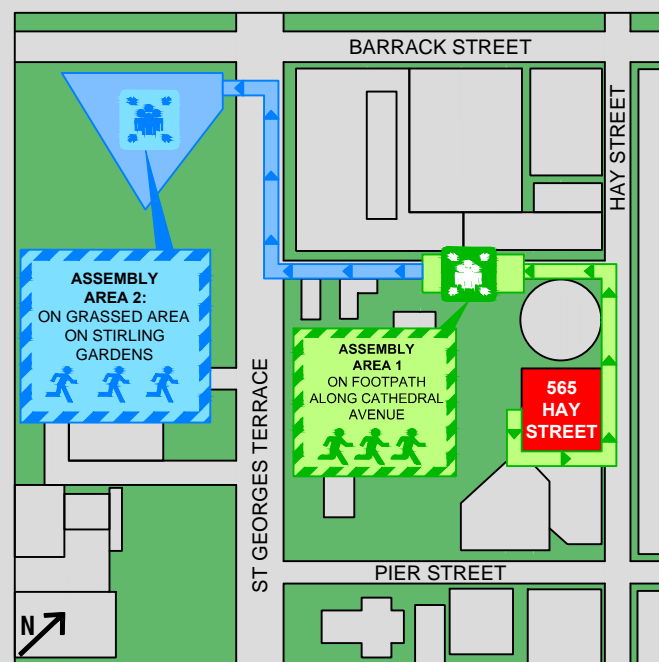 BARRACK STREET
HAY STREET
ASSEMBLY
AREA 2:
ON GRASSED AREA
ON STIRLING
GARDENS
ASSEMBLY
AREA 1
ON FOOTPATH
ALONG CATHEDRAL
AVENUE
565
HAY
STREET
ST GEORGES TERRACE
PIER STREET
N